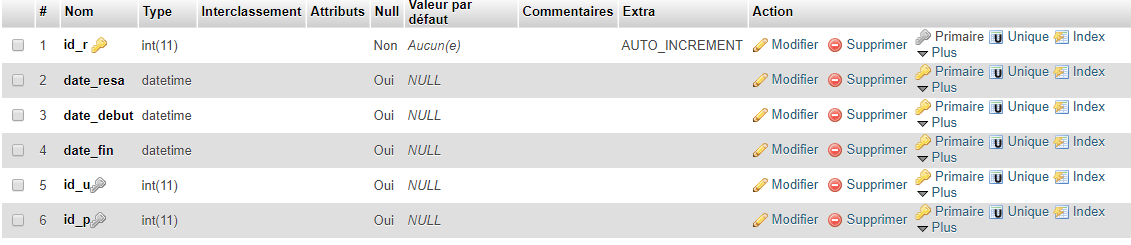 # Nom Type Interclassement Attributs Null Valeur par défaut Commentaires Extra Action
1 id_r int(11) Non Aucun(e) AUTO_INCREMENT Modifier Supprimer Primaire Unique Index
Plus
2 date_resa datetime Oui NULL Modifier Supprimer Primaire Unique Index
Plus
3 date_debut datetime Oui NULL Modifier Supprimer Primaire Unique Index
Plus
4 date_fin datetime Oui NULL Modifier Supprimer Primaire Unique Index
Plus
5 id_u int(11) Oui NULL Modifier Supprimer Primaire Unique Index
Plus
6 id_p int(11) Oui NULL Modifier Supprimer Primaire Unique Index
Plus